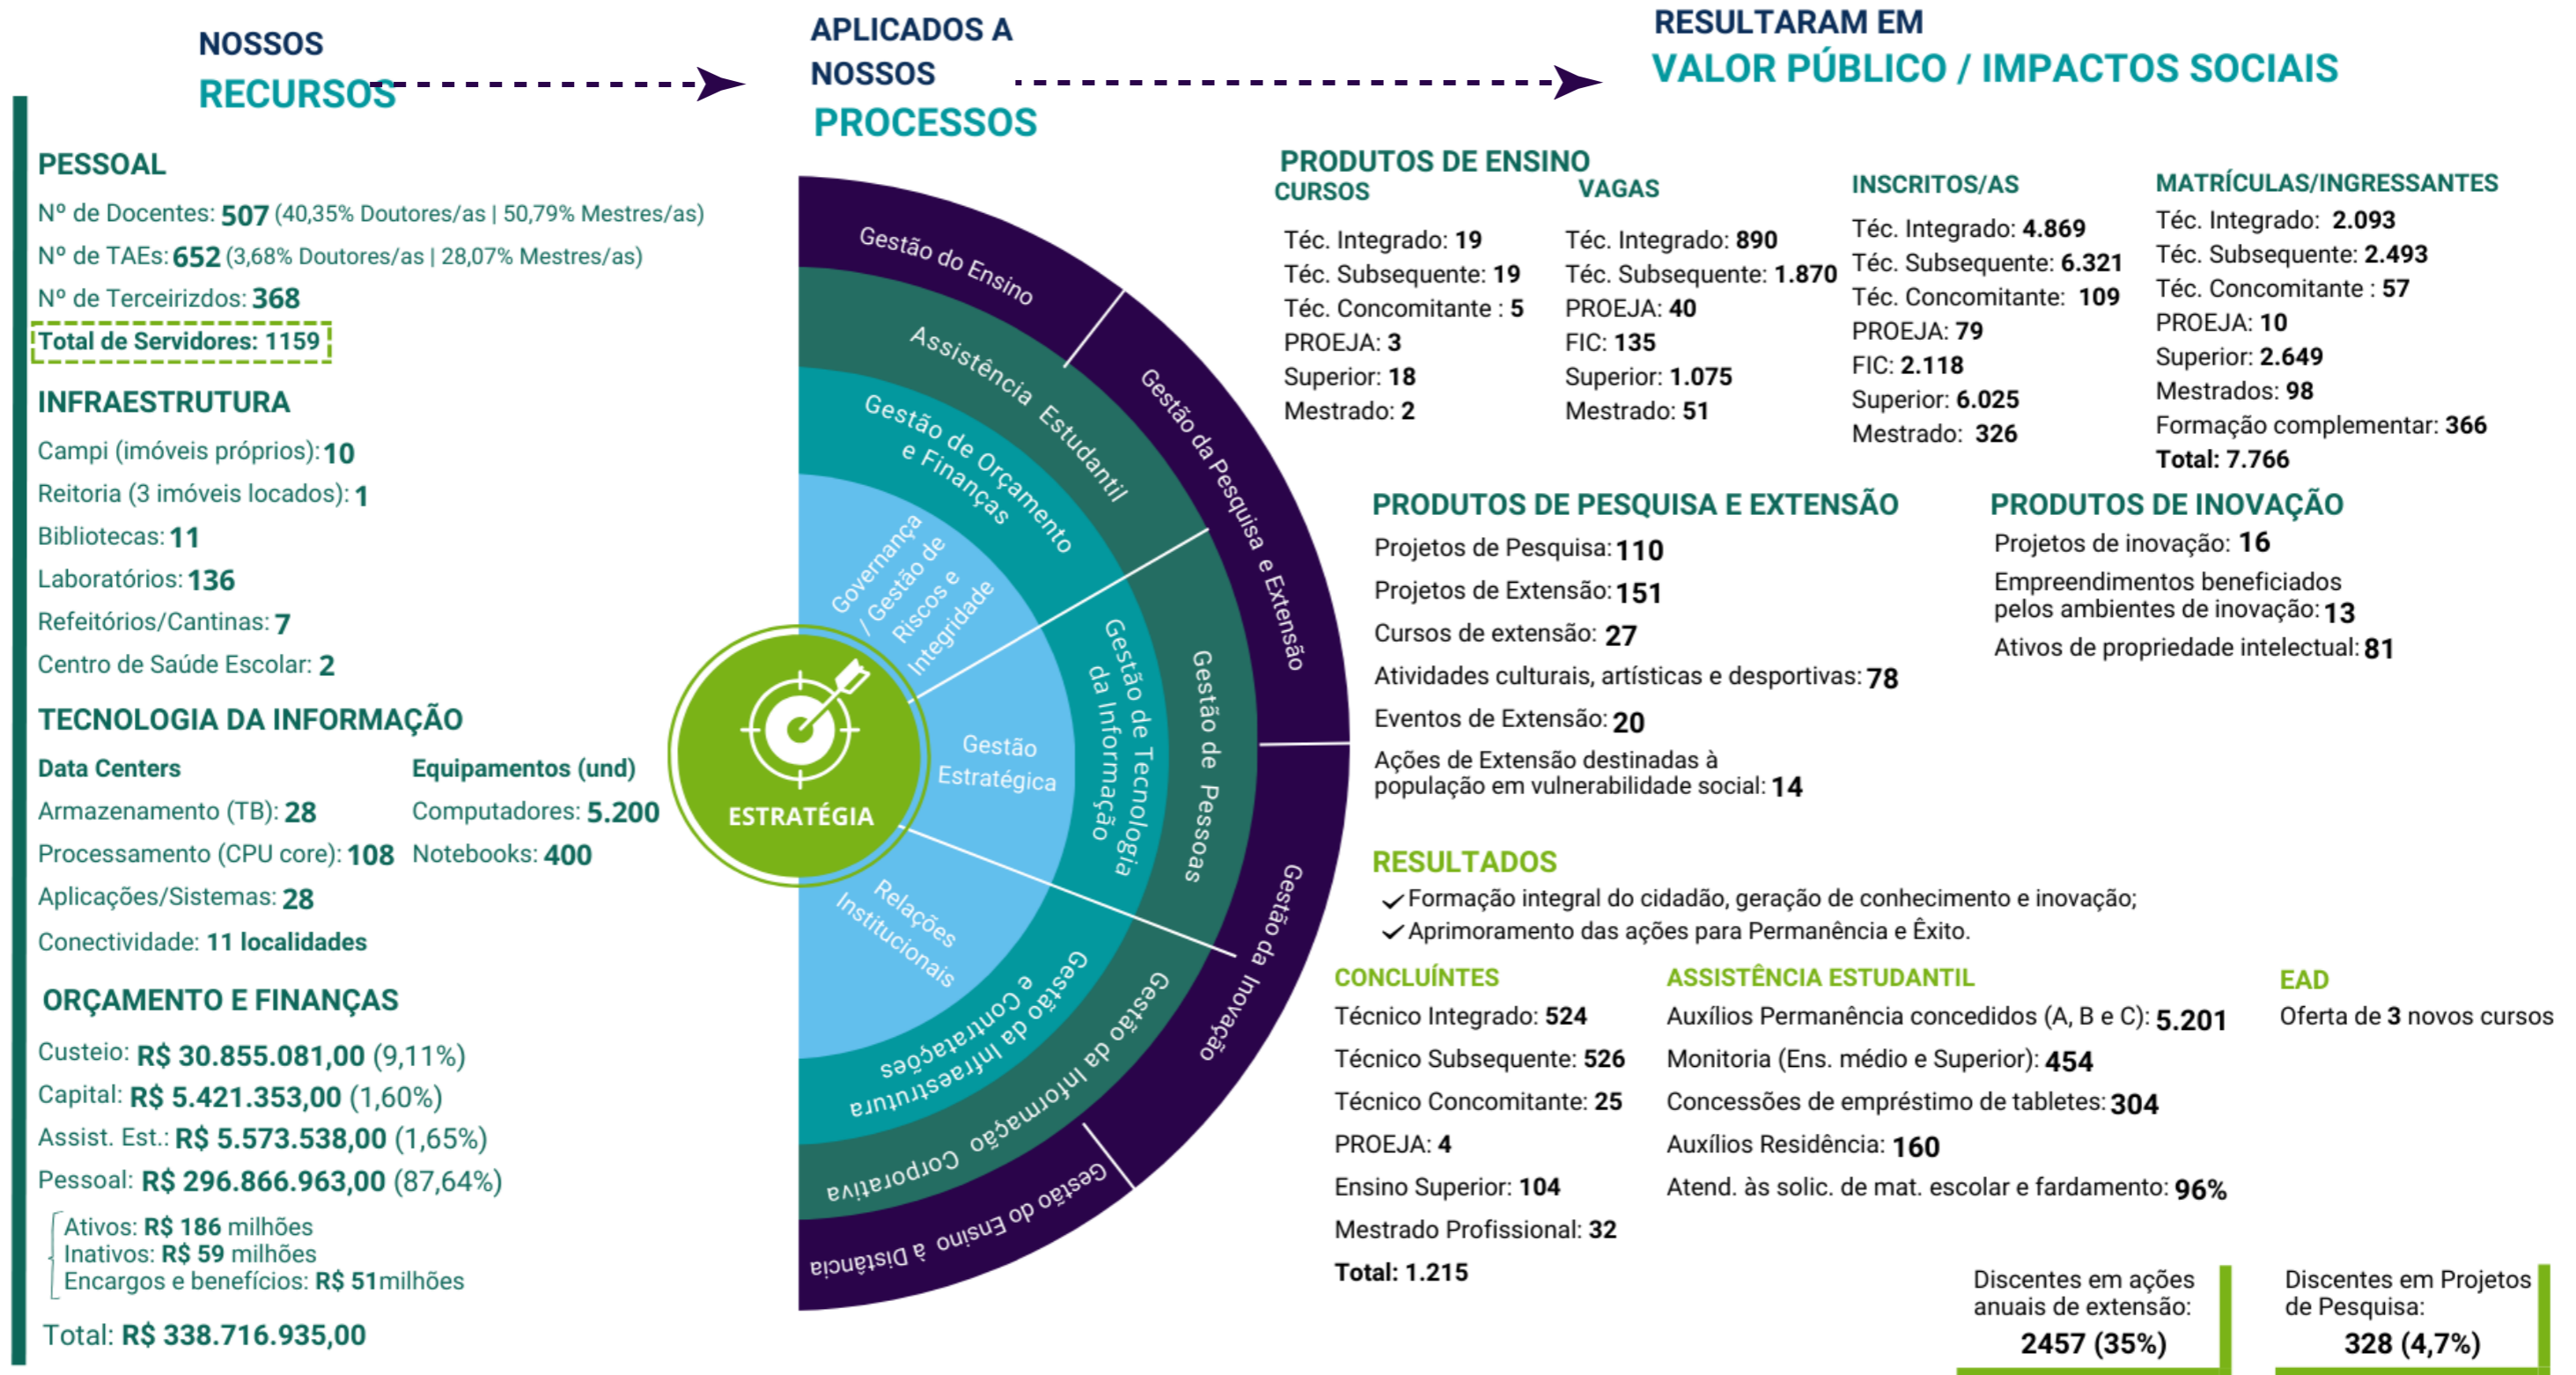 NOSSOS
RECURSOS
APLICADOS A
NOSSOS
PROCESSOS
RESULTARAM EM
VALOR PÚBLICO / IMPACTOS SOCIAIS
PESSOAL
Nº de Docentes: 507 (40,35% Doutores/as | 50,79% Mestres/as)
Nº de TAEs: 652 (3,68% Doutores/as | 28,07% Mestres/as)
Nº de Terceirizdos: 368
Total de Servidores: 1159
INFRAESTRUTURA
Campi (imóveis próprios): 10
Reitoria (3 imóveis locados): 1
Bibliotecas: 11
Laboratórios: 136
Refeitórios/Cantinas: 7
Centro de Saúde Escolar: 2
TECNOLOGIA DA INFORMAÇÃO
Data Centers
Armazenamento (TB): 28
Processamento (CPU core): 108
Aplicações/Sistemas: 28
Conectividade: 11 localidades
Equipamentos (und)
Computadores: 5.200
Notebooks: 400
ORÇAMENTO E FINANÇAS
Custeio: R$ 30.855.081,00 (9,11%)
Capital: R$ 5.421.353,00 (1,60%)
Assist. Est.: R$ 5.573.538,00 (1,65%)
Pessoal: R$ 296.866.963,00 (87,64%)
Ativos: R$ 186 milhões
Inativos: R$ 59 milhões
Encargos e benefícios: R$ 51milhões
Total: R$ 338.716.935,00
Gestão do Ensino
Gestão da Pesquisa e Extensão
Gestão da Inovação
Gestão do Ensino à Distância
Assistência Estudantil
Gestão de Pessoas
Gestão da Informação Corporativa
Gestão de Orçamento
e Finanças
Gestão de Tecnologia
da Informação
Gestão da Infraestrutura
e Contratações
Governança
/ Gestão de
Riscos e
Integridade
Gestão
Estratégica
Relações
Institucionais
ESTRATÉGIA
PRODUTOS DE ENSINO
CURSOS
Téc. Integrado: 19
Téc. Subsequente: 19
Téc. Concomitante : 5
PROEJA: 3
Superior: 18
Mestrado: 2
VAGAS
Téc. Integrado: 890
Téc. Subsequente: 1.870
PROEJA: 40
FIC: 135
Superior: 1.075
Mestrado: 51
INSCRITOS/AS
Téc. Integrado: 4.869
Téc. Subsequente: 6.321
Téc. Concomitante: 109
PROEJA: 79
FIC: 2.118
Superior: 6.025
Mestrado: 326
MATRÍCULAS/INGRESSANTES
Téc. Integrado: 2.093
Téc. Subsequente: 2.493
Téc. Concomitante : 57
PROEJA: 10
Superior: 2.649
Mestrados: 98
Formação complementar: 366
Total: 7.766
PRODUTOS DE PESQUISA E EXTENSÃO
Projetos de Pesquisa: 110
Projetos de Extensão: 151
Cursos de extensão: 27
Atividades culturais, artísticas e desportivas: 78
Eventos de Extensão: 20
Ações de Extensão destinadas à
população em vulnerabilidade social: 14
PRODUTOS DE INOVAÇÃO
Projetos de inovação: 16
Empreendimentos beneficiados
pelos ambientes de inovação: 13
Ativos de propriedade intelectual: 81
RESULTADOS
Formação integral do cidadão, geração de conhecimento e inovação;
Aprimoramento das ações para Permanência e Êxito.
CONCLUÍNTES
Técnico Integrado: 524
Técnico Subsequente: 526
Técnico Concomitante: 25
PROEJA: 4
Ensino Superior: 104
Mestrado Profissional: 32
Total: 1.215
ASSISTÊNCIA ESTUDANTIL
Auxílios Permanência concedidos (A, B e C): 5.201
Monitoria (Ens. médio e Superior): 454
Concessões de empréstimo de tabletes: 304
Auxílios Residência: 160
Atend. às solic. de mat. escolar e fardamento: 96%
EAD
Oferta de 3 novos cursos
Discentes em ações
anuais de extensão:
2457 (35%)
Discentes em Projetos
de Pesquisa:
328 (4,7%)